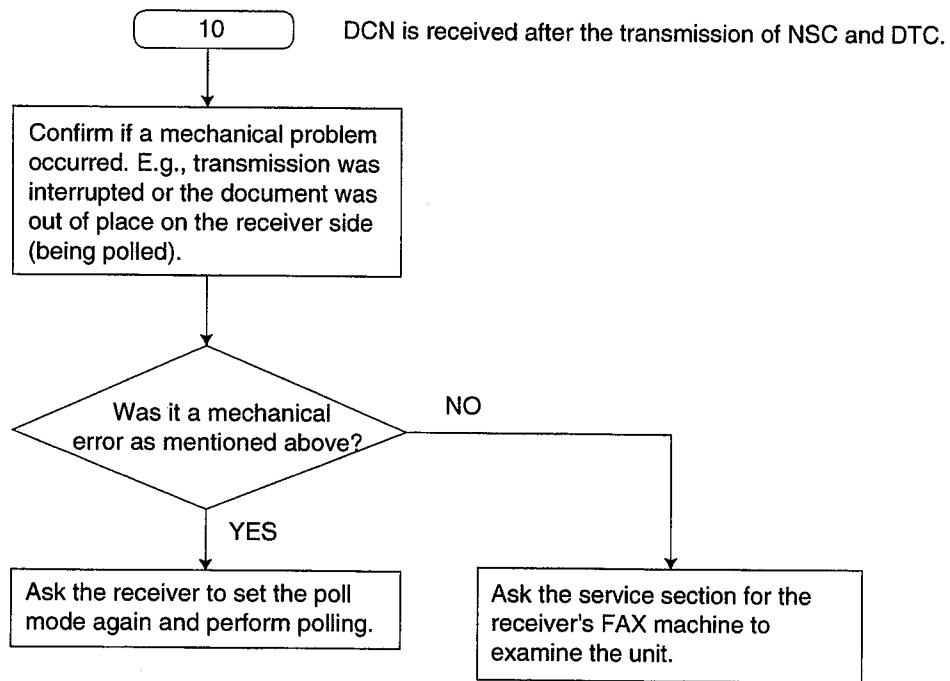 10
DCN is received after the transmission of NSC and DTC.
Confirm if a mechanical problem
occurred. E.g., transmission was
interrupted or the document was
out of place on the receiver side
(being polled).
Was it a mechanical
error as mentioned above?
NO
YES
Ask the receiver to set the poll
mode again and perform polling.
Ask the service section for the
receiver's FAX machine to
examine the unit.